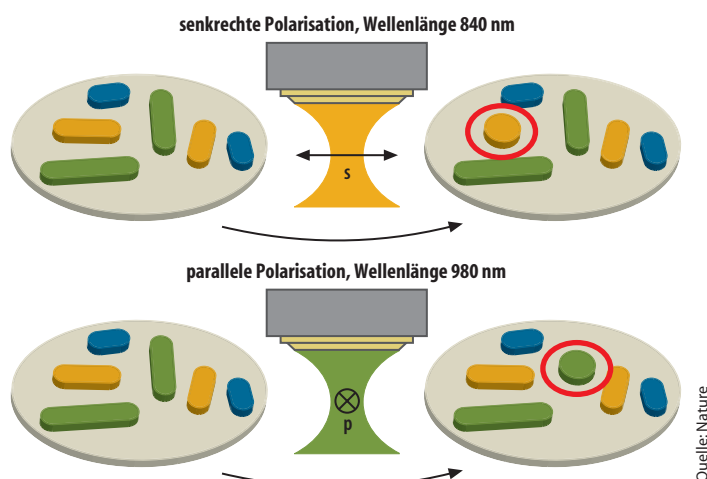 senkrechte Polarisation, Wellenlänge 840 nm
s
parallele Polarisation, Wellenlänge 980 nm
p
Quelle: Nature